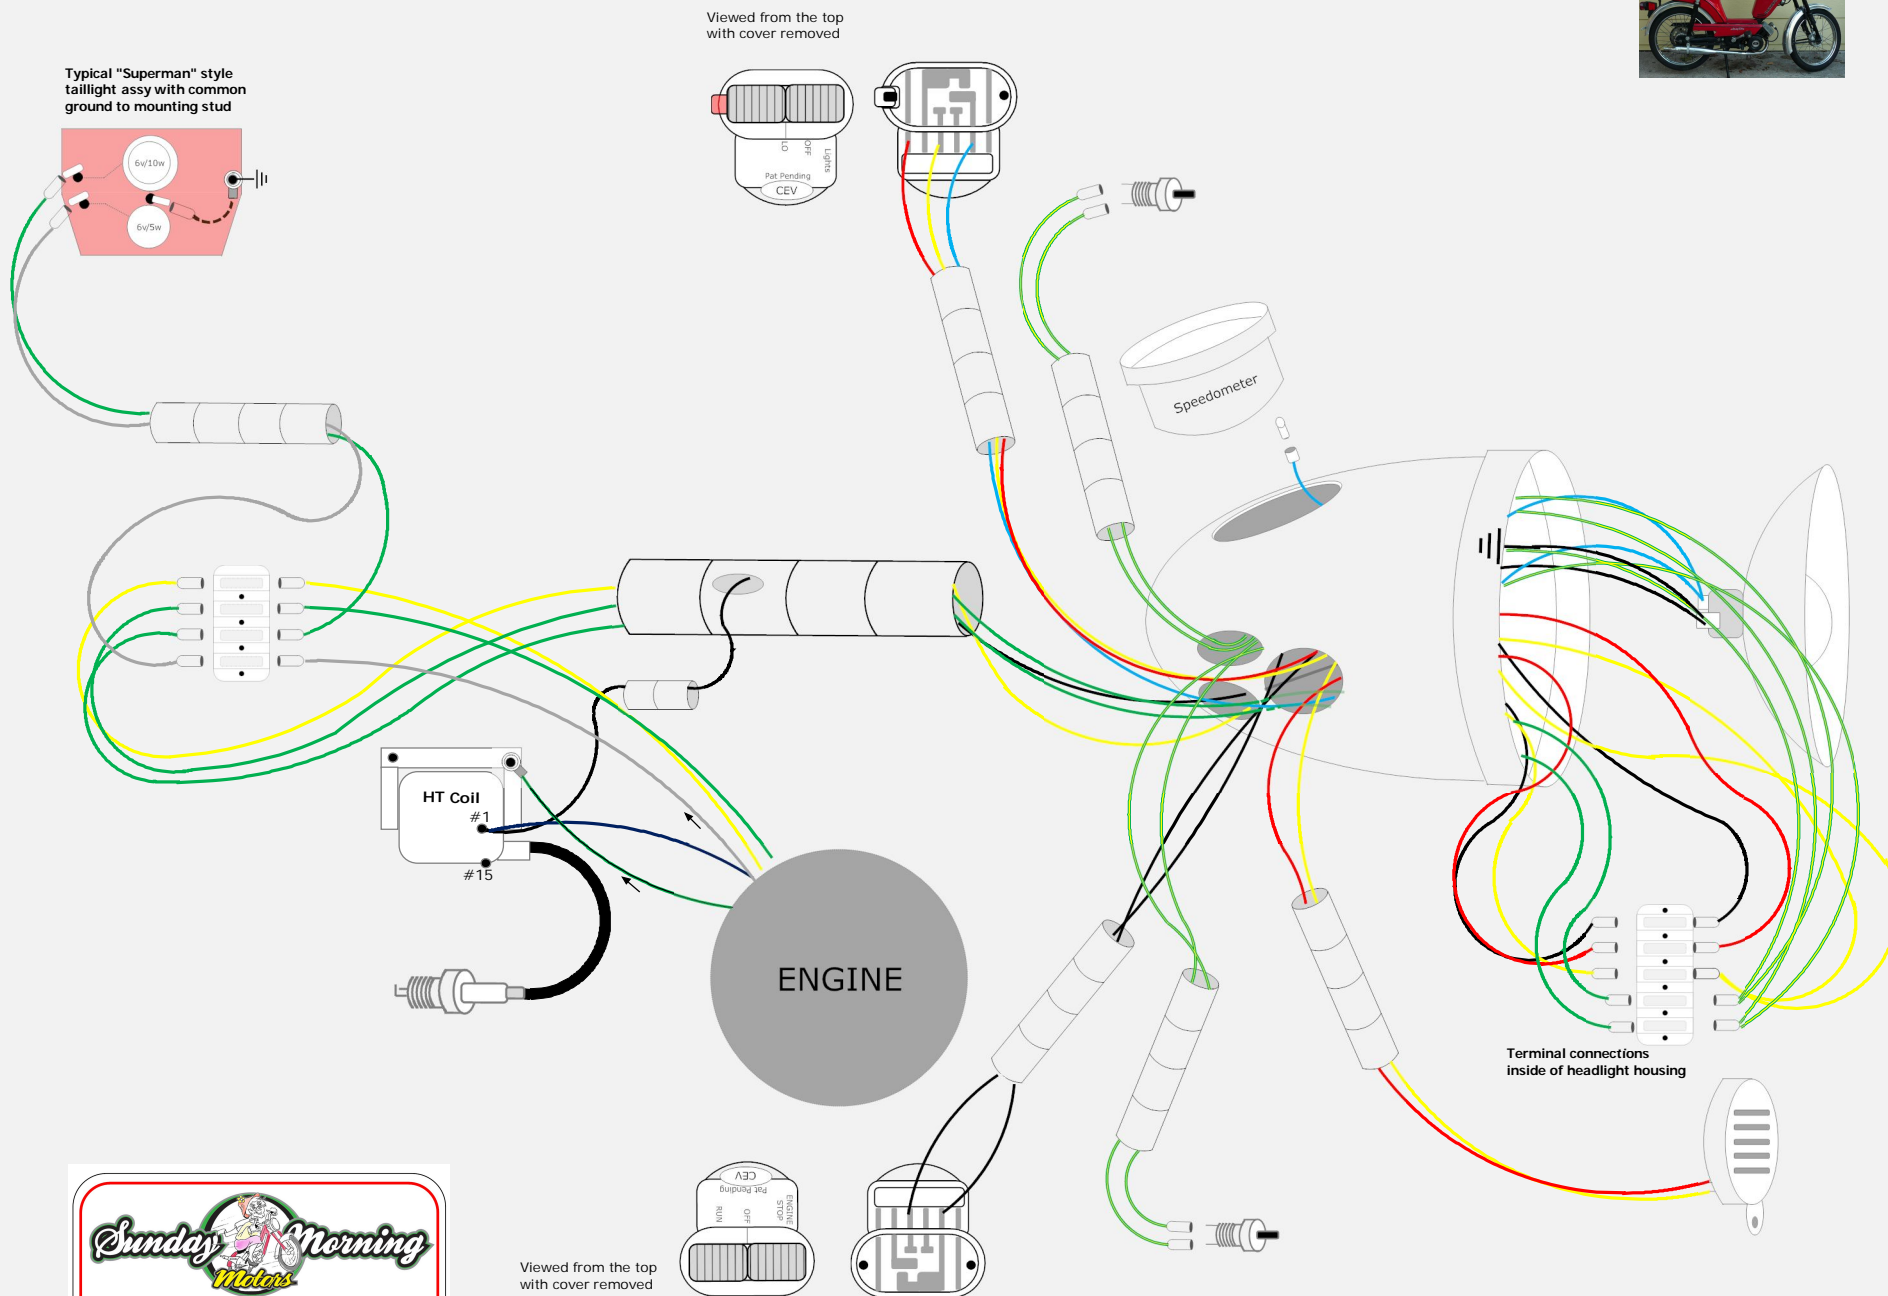 Viewed from the top
with cover removed
Typical "Superman" style
taillight assy with common
ground to mounting stud
6v/10w
6v/5w
LO
OFF
Lights
Pat Pending
CEV
Speedometer
HT Coil
#1
#15
ENGINE
Terminal connections
inside of headlight housing
CEV
Pat Pending
RUN
OFF
ENGINE
STOP
Viewed from the top
with cover removed
Sunday Morning
Motors